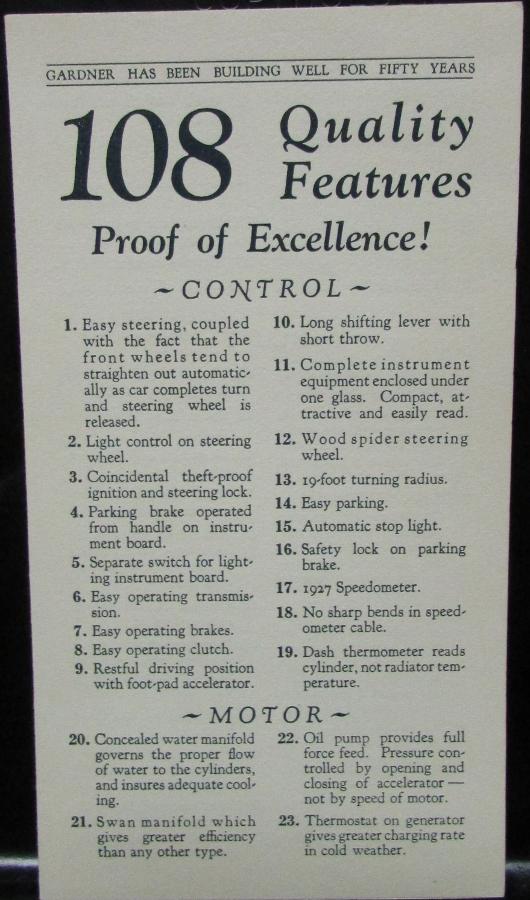 GARDNER HAS BEEN BUILDING WELL FOR FIFTY YEARS
108 Quality
Features
Proof of Excellence!
~CONTROL~
1. Easy steering, coupled
with the fact that the
front wheels tend to
straighten out automatic-
ally as car completes turn
and steering wheel is
released.
2. Light control on steering
wheel.
3. Coincidental theft-proof
ignition and steering lock.
4. Parking brake operated
from handle on instru-
ment board.
5. Separate switch for light-
ing instrument board.
6. Easy operating transmis-
sion.
7. Easy operating brakes.
8. Easy operating clutch.
9. Restful driving position
with foot-pad accelerator.
10. Long shifting lever with
short throw.
11. Complete instrument
equipment enclosed under
one glass. Compact, at-
tractive and easily read.
12. Wood spider steering
wheel.
13. 19-foot turning radius.
14. Easy parking.
15. Automatic stop light.
16. Safety lock on parking
brake.
17. 1927 Speedometer.
18. No sharp bends in speed-
ometer cable.
19. Dash thermometer reads
cylinder, not radiator tem-
perature.
~MOTOR~
20. Concealed water manifold
governs the proper flow
of water to the cylinders,
and insures adequate cool-
ing.
21. Swan manifold which
gives greater efficiency
than any other type.
22. Oil pump provides full
force feed. Pressure con-
trolled by opening and
closing of accelerator —
not by speed of motor.
23. Thermostat on generator
gives greater charging rate
in cold weather.